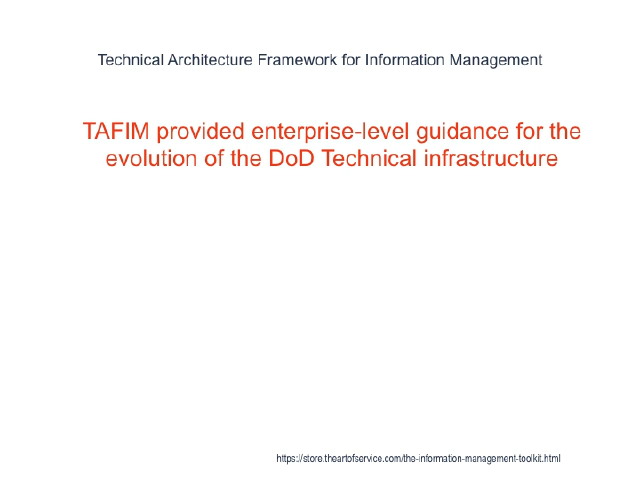 Technical Architecture Framework for Information Management
TAFIM provided enterprise-level guidance for the
evolution of the DoD Technical infrastructure
https://store.theartofservice.com/the-information-management-toolkit.html